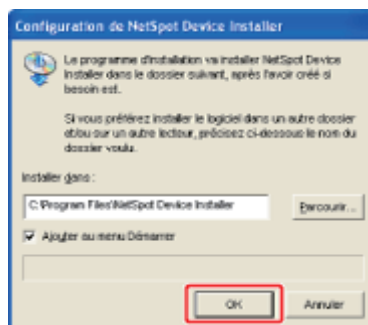 Configuration de NetSpot Device Installer
Le programme d'installation va installer NetSpot Device
Installer dans le dossier suivant, après l'avoir créé si
besoin est.
Si vous préférez installer le logiciel dans un autre dossier
et/ou sur un autre lecteur, précisez ci-dessous le nom du
dossier voulu.
Installer dans :
C:\Program Files\NetSpot Device Installer
Parcourir...
Ajouter au menu Démarrer
OK
Annuler